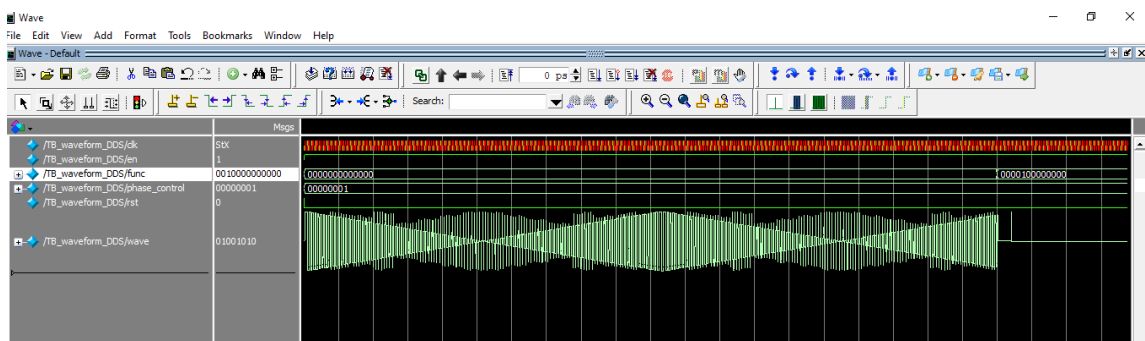 Wave
File Edit View Add Format Tools Bookmarks Window Help
Wave - Default
0 ps
Search:
Msgs
/TB_waveform_DDS/clk StX
/TB_waveform_DDS/en 1
/TB_waveform_DDS/func 0010000000000 0000000000000 0000100000000
/TB_waveform_DDS/phase_control 00000001 00000001
/TB_waveform_DDS/rst 0
/TB_waveform_DDS/wave 01001010